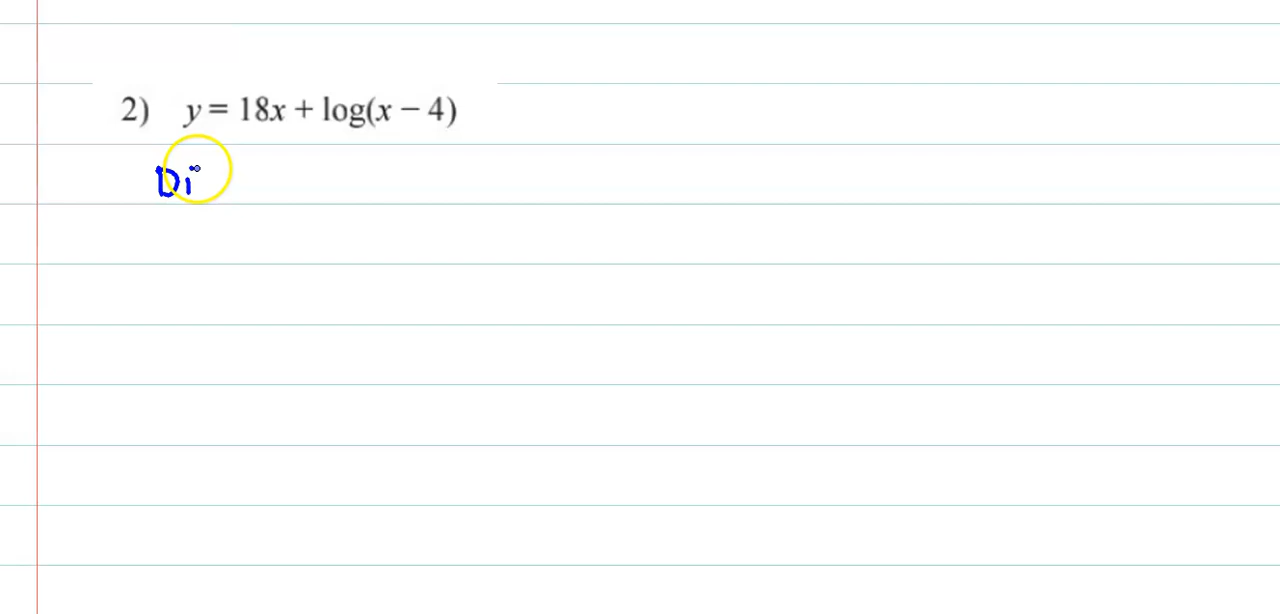 2) y = 18x + log(x − 4)
Di